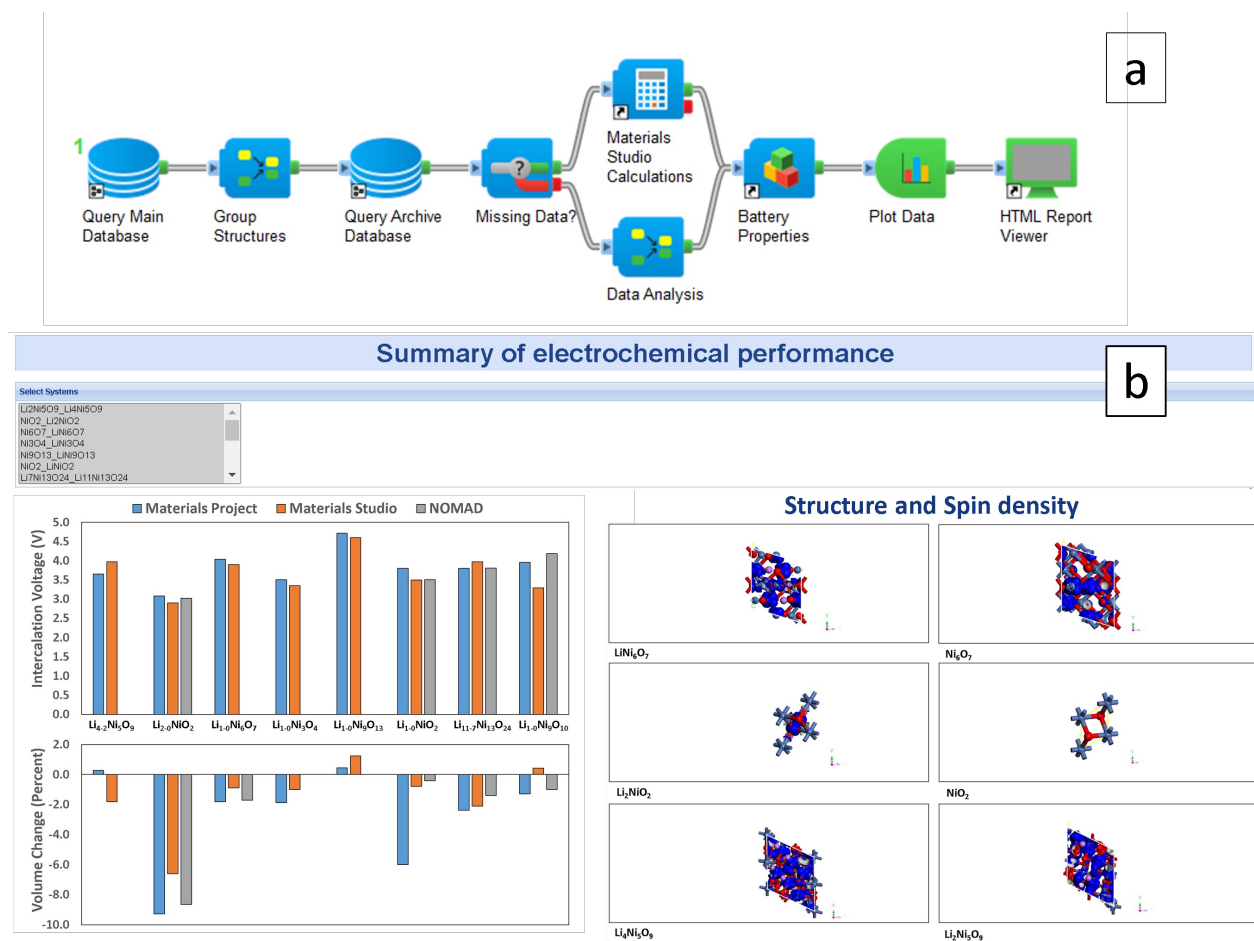 a
1
Query Main
Database
Group
Structures
Query Archive
Database
Missing Data?
Materials
Studio
Calculations
Data Analysis
Battery
Properties
Plot Data
HTML Report
Viewer
Summary of electrochemical performance
b
Select Systems
Li2Ni5O9_Li4Ni5O9
NiO2_Li2NiO2
Ni6O7_LiNi6O7
Ni3O4_LiNi3O4
Ni9O13_LiNi9O13
NiO2_LiNiO2
Li7Ni13O24_Li11Ni13O24
Materials Project Materials Studio NOMAD
Intercalation Voltage (V)
5.0
4.5
4.0
3.5
3.0
2.5
2.0
1.5
1.0
0.5
0.0
Li₄₋₂Ni₅O₉ Li₂₋₀NiO₂ Li₁₋₀Ni₆O₇ Li₁₋₀Ni₃O₄ Li₁₋₀Ni₉O₁₃ Li₁₋₀NiO₂ Li₁₁₋₇Ni₁₃O₂₄ Li₁₋₀Ni₉O₁₀
Volume Change (Percent)
2.0
0.0
-2.0
-4.0
-6.0
-8.0
-10.0
Structure and Spin density
LiNi₆O₇
Ni₆O₇
Li₂NiO₂
NiO₂
Li₄Ni₅O₉
Li₂Ni₅O₉